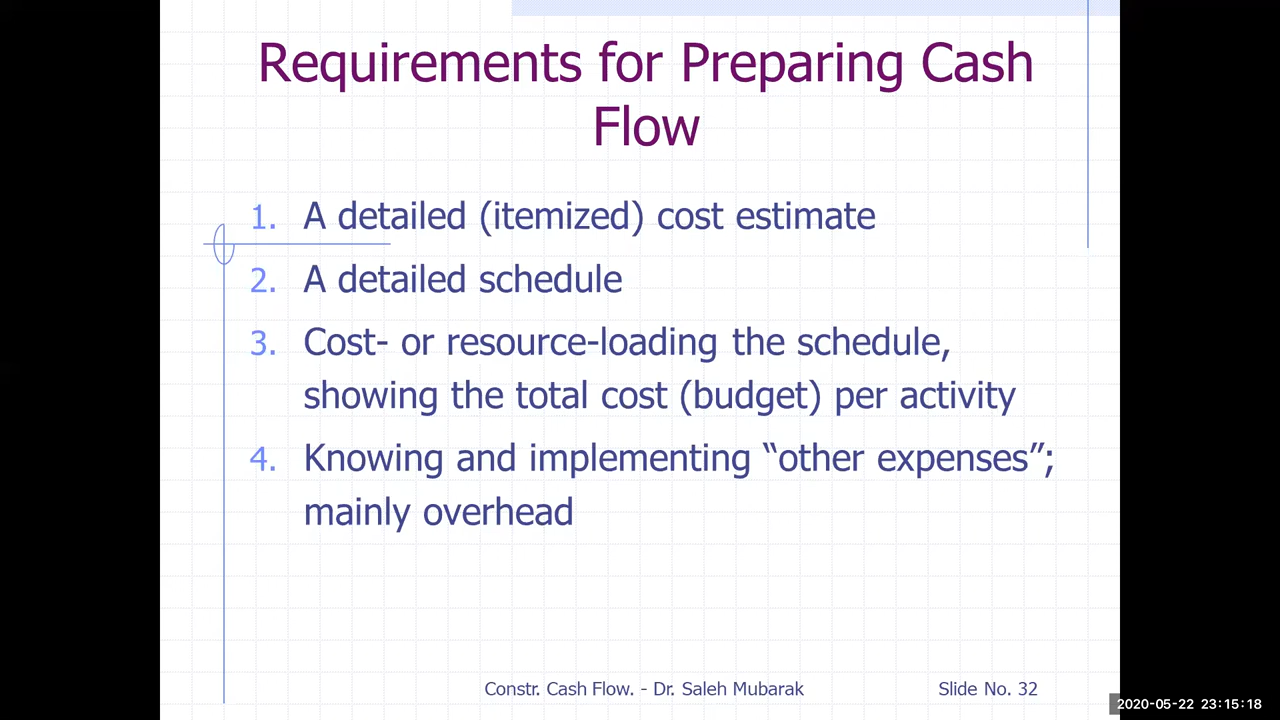 Requirements for Preparing Cash
Flow
1. A detailed (itemized) cost estimate
2. A detailed schedule
3. Cost- or resource-loading the schedule,
showing the total cost (budget) per activity
4. Knowing and implementing “other expenses”;
mainly overhead
Constr. Cash Flow. - Dr. Saleh Mubarak
Slide No. 32
2020-05-22 23:15:18